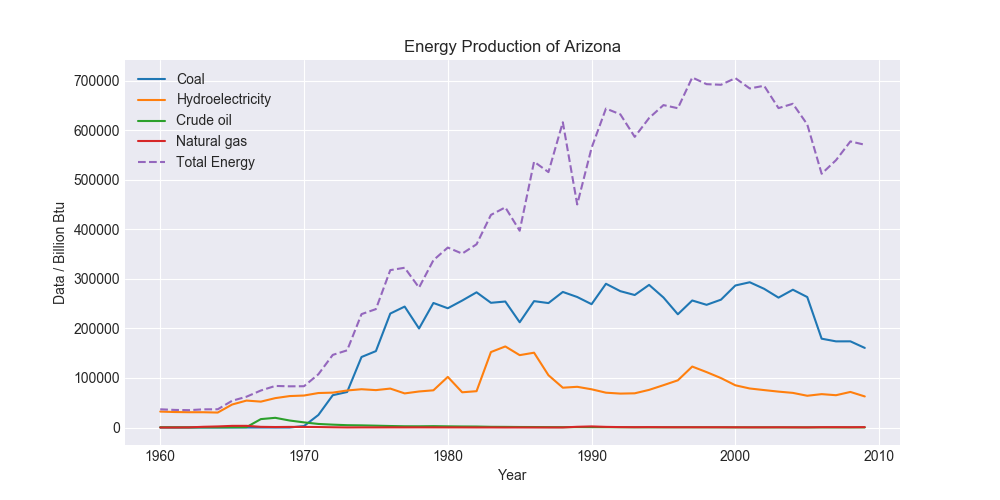 Energy Production of Arizona
Coal
Hydroelectricity
Crude oil
Natural gas
Total Energy
700000
600000
500000
400000
300000
200000
100000
0
Data / Billion Btu
1960
1970
1980
1990
2000
2010
Year